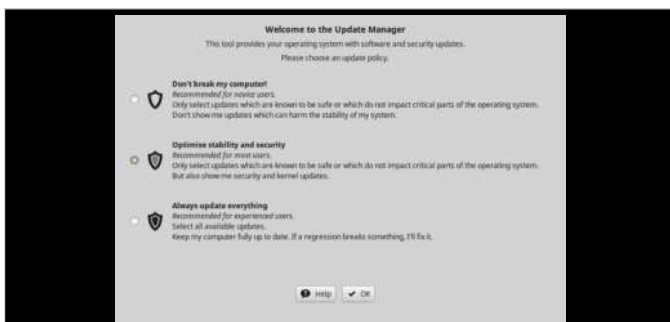 Welcome to the Update Manager
This tool provides your operating system with software and security updates.
Please choose an update policy.
Don't break my computer!
Recommended for novice users.
Only select updates which are known to be safe or which do not impact critical parts of the operating system.
Don't show me updates which can harm the stability of my system.
Optimise stability and security
Recommended for most users.
Only select updates which are known to be safe or which do not impact critical parts of the operating system.
But also show me security and kernel updates.
Always update everything
Recommended for experienced users.
Select all available updates.
Keep my computer fully up to date. If a regression breaks something, I'll fix it.
Help OK